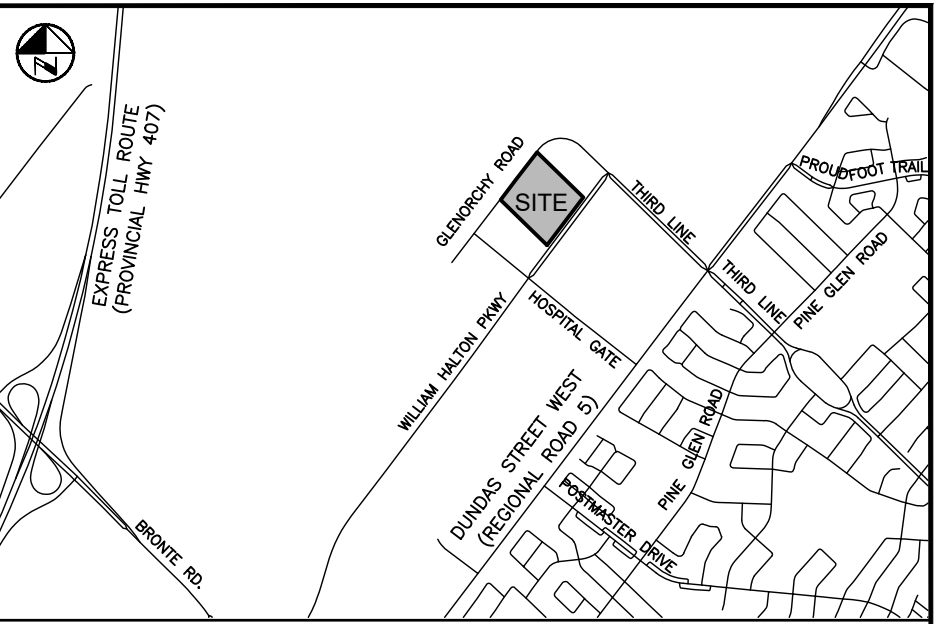 N
EXPRESS TOLL ROUTE
(PROVINCIAL HWY 407)
GLENORCHY ROAD
SITE
THIRD LINE
PROUDFOOT TRAIL
THIRD LINE
PINE GLEN ROAD
HOSPITAL GATE
WILLIAM HALTON PKWY
DUNDAS STREET WEST
(REGIONAL ROAD 5)
PINE GLEN ROAD
POSTMASTER DRIVE
BRONTE RD.